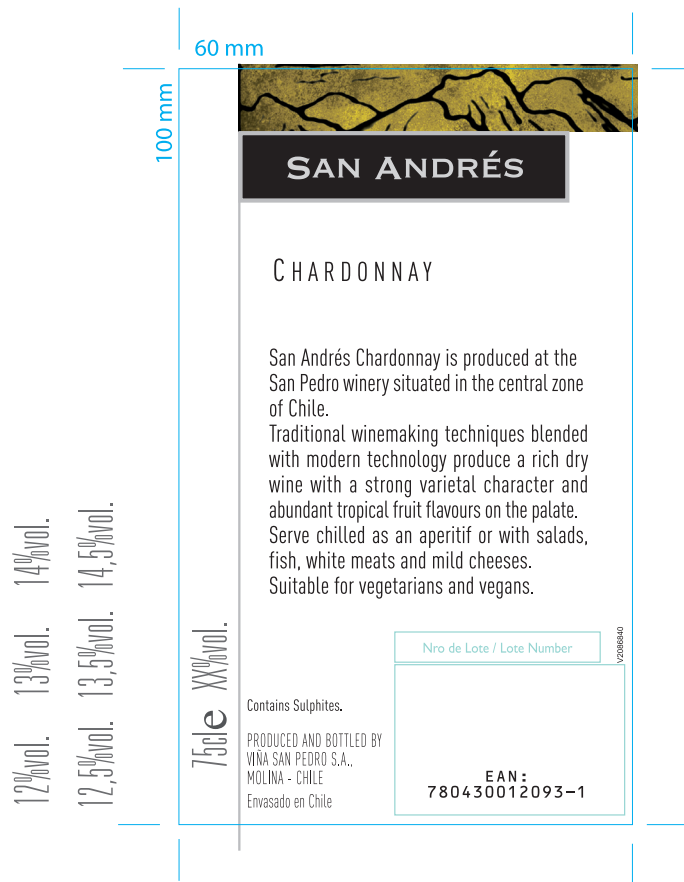 60 mm
100 mm
SAN ANDRÉS
CHARDONNAY
San Andrés Chardonnay is produced at the
San Pedro winery situated in the central zone
of Chile.
Traditional winemaking techniques blended
with modern technology produce a rich dry
wine with a strong varietal character and
abundant tropical fruit flavours on the palate.
Serve chilled as an aperitif or with salads,
fish, white meats and mild cheeses.
Suitable for vegetarians and vegans.
12%vol. 13%vol. 14%vol.
12,5%vol. 13,5%vol. 14,5%vol.
75cl e XX%vol.
Contains Sulphites.
PRODUCED AND BOTTLED BY
VIÑA SAN PEDRO S.A.,
MOLINA - CHILE
Envasado en Chile
Nro de Lote / Lote Number
V2086840
EAN:
780430012093-1